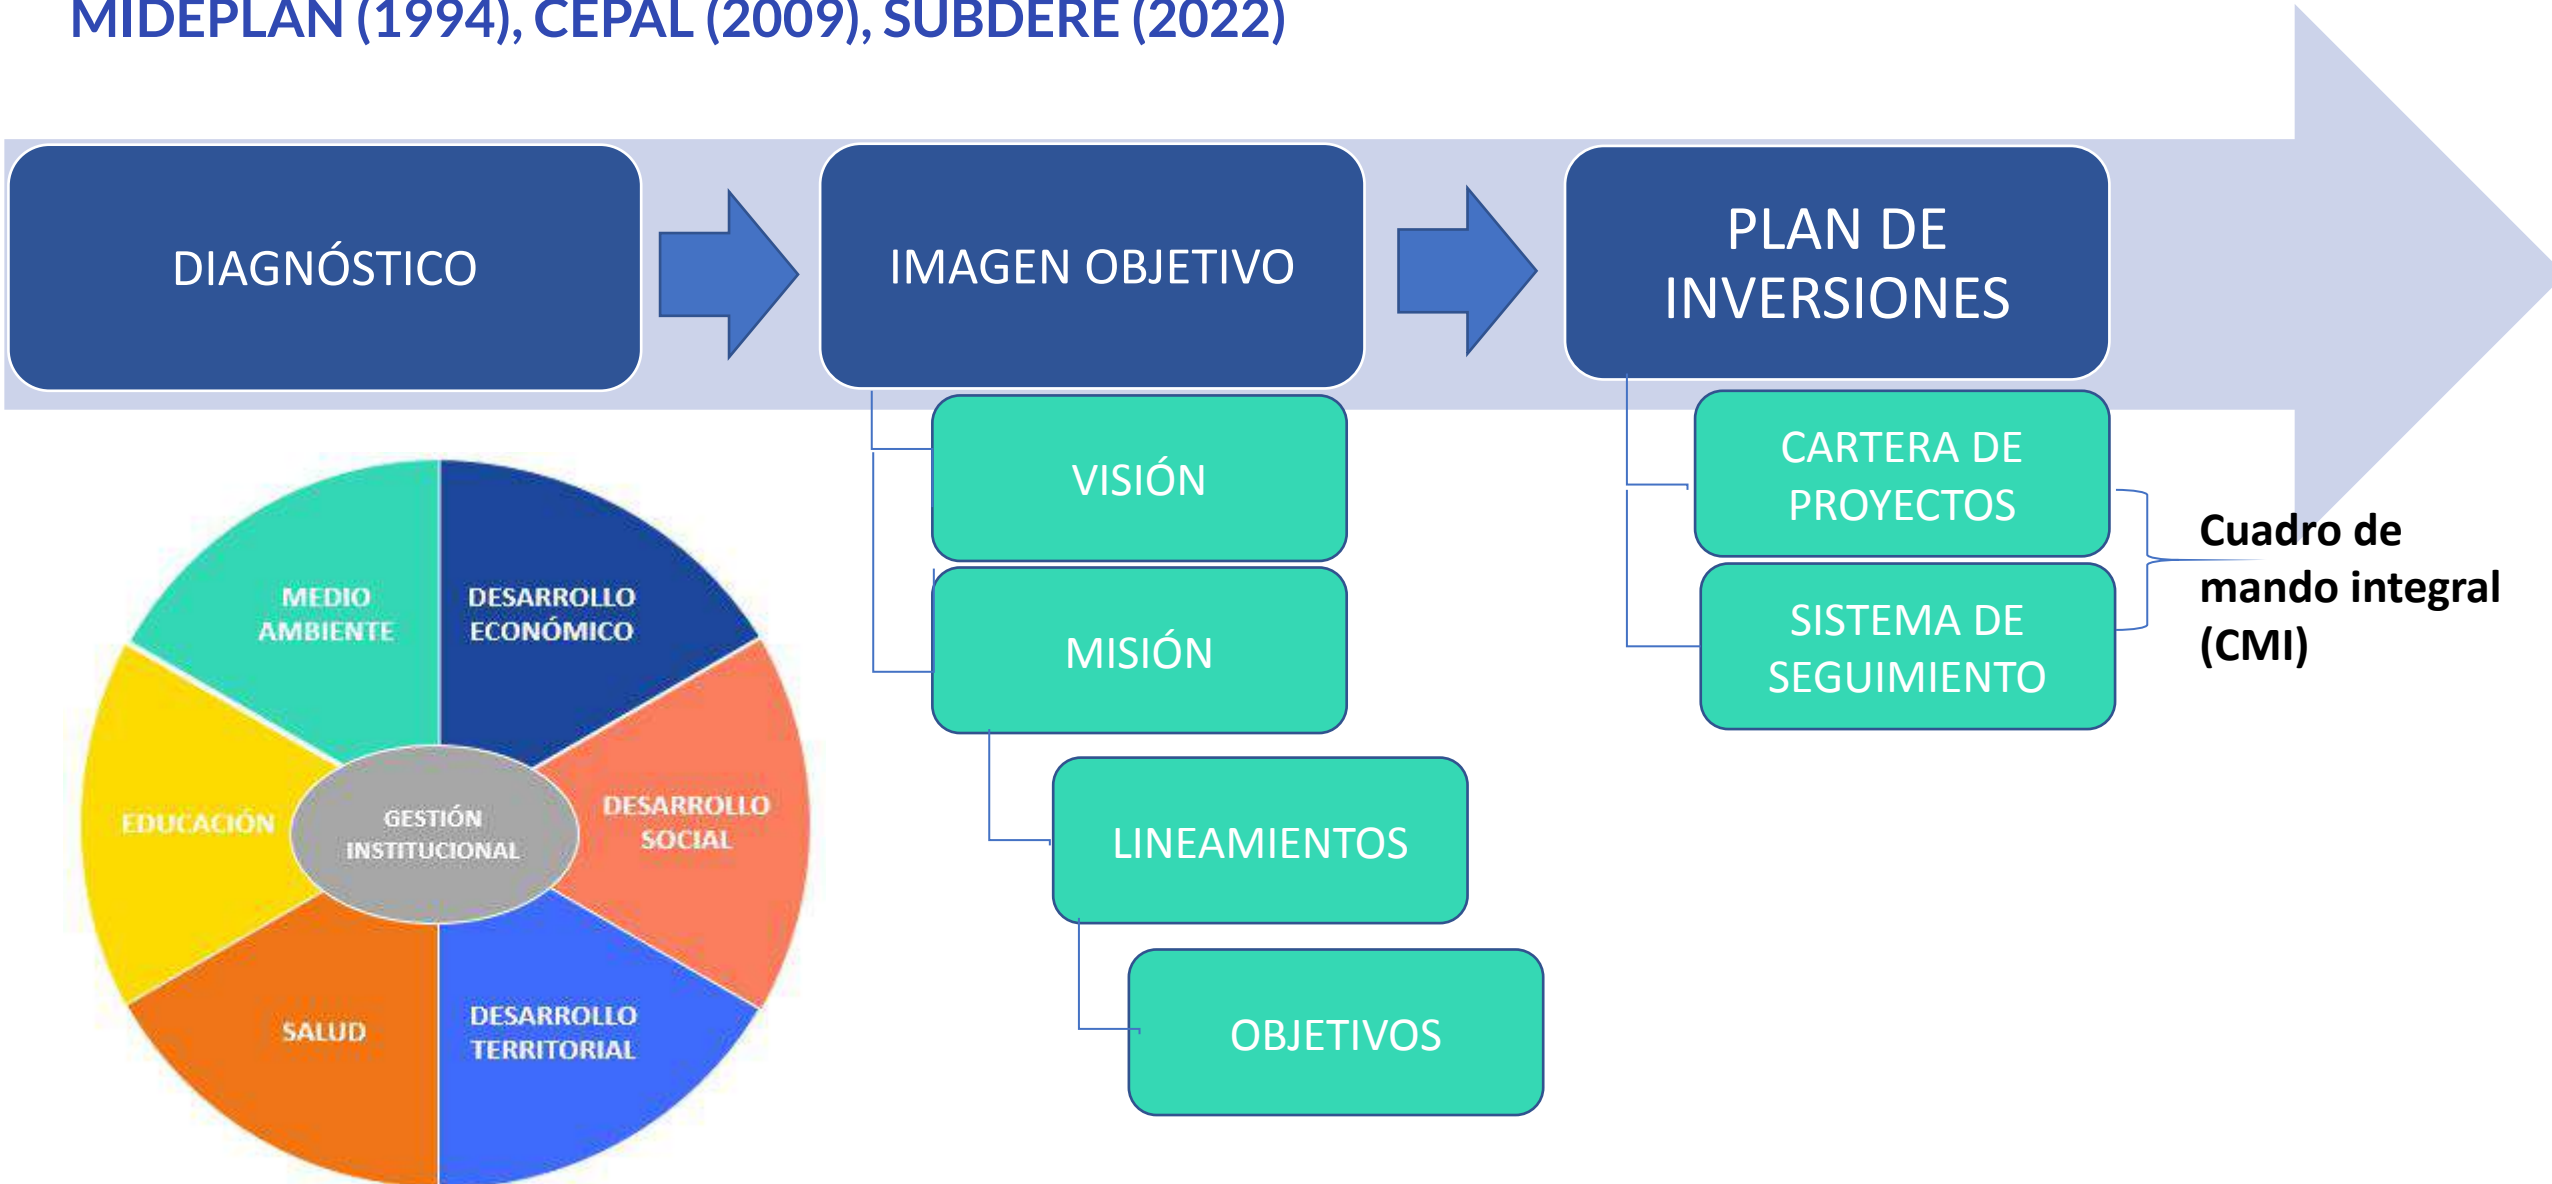 MIDEPLAN (1994), CEPAL (2009), SUBDERE (2022)
DIAGNÓSTICO
IMAGEN OBJETIVO
PLAN DE
INVERSIONES
MEDIO
AMBIENTE
DESARROLLO
ECONÓMICO
EDUCACIÓN
GESTIÓN
INSTITUCIONAL
DESARROLLO
SOCIAL
SALUD
DESARROLLO
TERRITORIAL
VISIÓN
MISIÓN
LINEAMIENTOS
OBJETIVOS
CARTERA DE
PROYECTOS
SISTEMA DE
SEGUIMIENTO
Cuadro de
mando integral
(CMI)